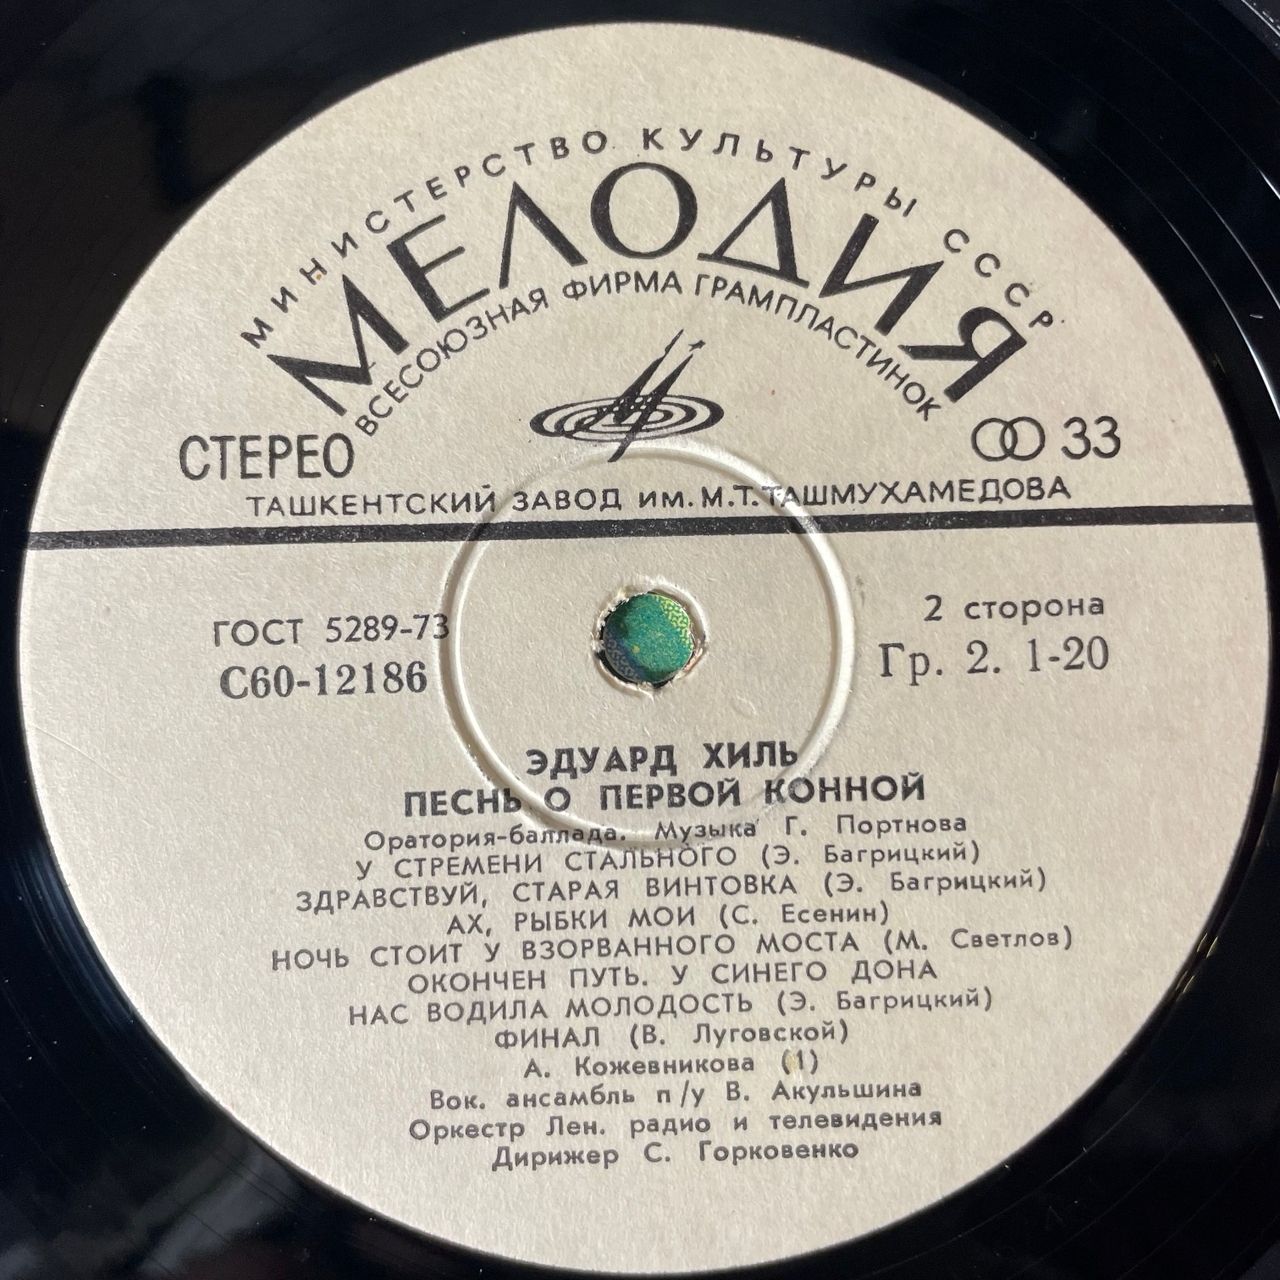 МИНИСТЕРСТВО КУЛЬТУРЫ СССР
МЕЛОДИЯ
ВСЕСОЮЗНАЯ ФИРМА ГРАМПЛАСТИНОК
СТЕРЕО
33
ТАШКЕНТСКИЙ ЗАВОД ИМ. М.Т.ТАШМУХАМЕДОВА
ГОСТ 5289-73
2 сторона
С60-12186
Гр. 2. 1-20
ЭДУАРД ХИЛЬ
ПЕСНЬ О ПЕРВОЙ КОННОЙ
Оратория-баллада. Музыка Г. Портнова
У СТРЕМЕНИ СТАЛЬНОГО (Э. Багрицкий)
ЗДРАВСТВУЙ, СТАРАЯ ВИНТОВКА (Э. Багрицкий)
АХ, РЫБКИ МОИ (С. Есенин)
НОЧЬ СТОИТ У ВЗОРВАННОГО МОСТА (М. Светлов)
ОКОНЧЕН ПУТЬ. У СИНЕГО ДОНА
НАС ВОДИЛА МОЛОДОСТЬ (Э. Багрицкий)
ФИНАЛ (В. Луговской)
А. Кожевникова (1)
Вок. ансамбль п/у В. Акульшина
Оркестр Лен. радио и телевидения
Дирижер С. Горковенко